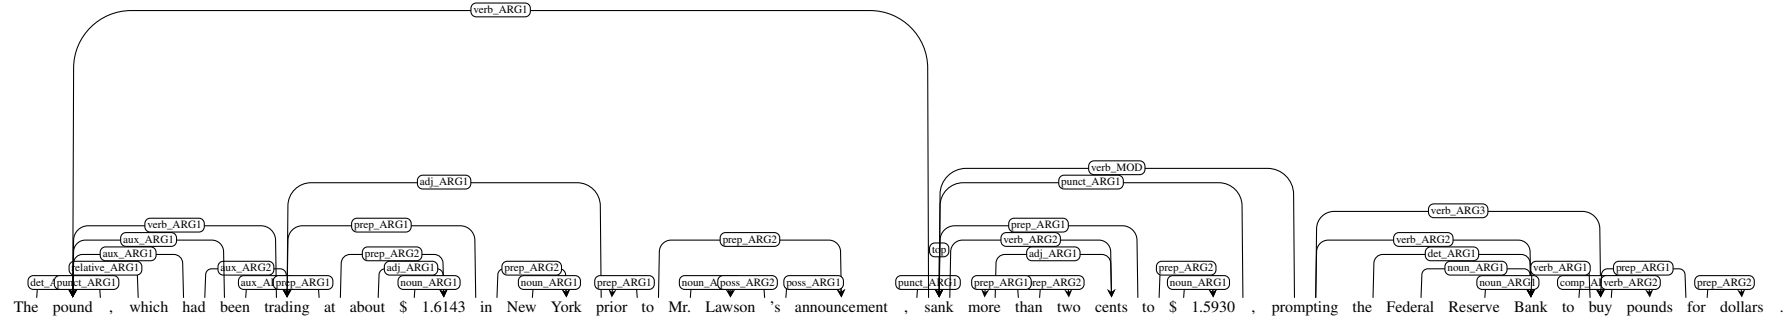 verb_ARG1
verb_MOD
adj_ARG1 punct_ARG1
verb_ARG3
verb_ARG1 prep_ARG1 prep_ARG1
aux_ARG1 prep_ARG2 verb_ARG2 verb_ARG2
aux_ARG1 prep_ARG2 top adj_ARG1 det_ARG1
relative_ARG1 aux_ARG2 adj_ARG1 prep_ARG2 prep_ARG2 noun_ARG1 verb_ARG1 prep_ARG1
det_A punct_ARG1 aux_A prep_ARG1 noun_ARG1 noun_ARG1 prep_ARG1 noun_A poss_ARG2 poss_ARG1 punct_ARG1 prep_ARG1 rep_ARG2 noun_ARG1 noun_ARG1 comp_A verb_ARG2 prep_ARG2
The pound , which had been trading at about $ 1.6143 in New York prior to Mr. Lawson 's announcement , sank more than two cents to $ 1.5930 , prompting the Federal Reserve Bank to buy pounds for dollars .